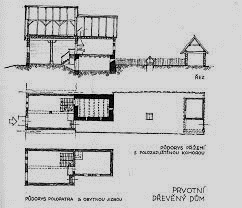 ŘEZ
PŮDORYS PŘÍZEMÍ
S POLOZAPUŠTĚNOU KOMOROU
PŮDORYS POLOPATRA S OBYTNOU JIZBOU
PRVOTNÍ
DŘEVĚNÝ DŮM